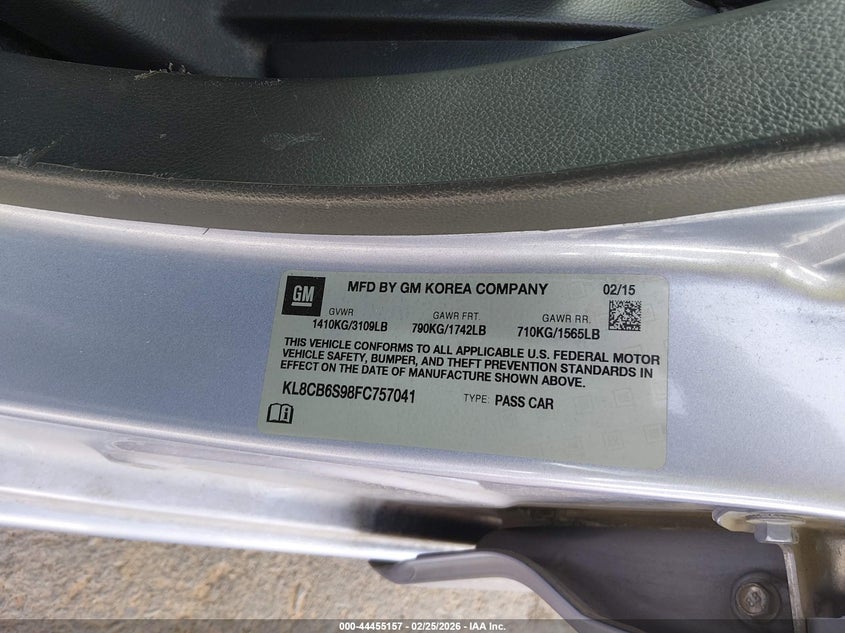 GM
MFD BY GM KOREA COMPANY 02/15
GVWR GAWR FRT. GAWR RR.
1410KG/3109LB 790KG/1742LB 710KG/1565LB
THIS VEHICLE CONFORMS TO ALL APPLICABLE U.S. FEDERAL MOTOR
VEHICLE SAFETY, BUMPER, AND THEFT PREVENTION STANDARDS IN
EFFECT ON THE DATE OF MANUFACTURE SHOWN ABOVE.
KL8CB6S98FC757041 TYPE: PASS CAR
000-44455157 - 02/25/2026 - IAA Inc.